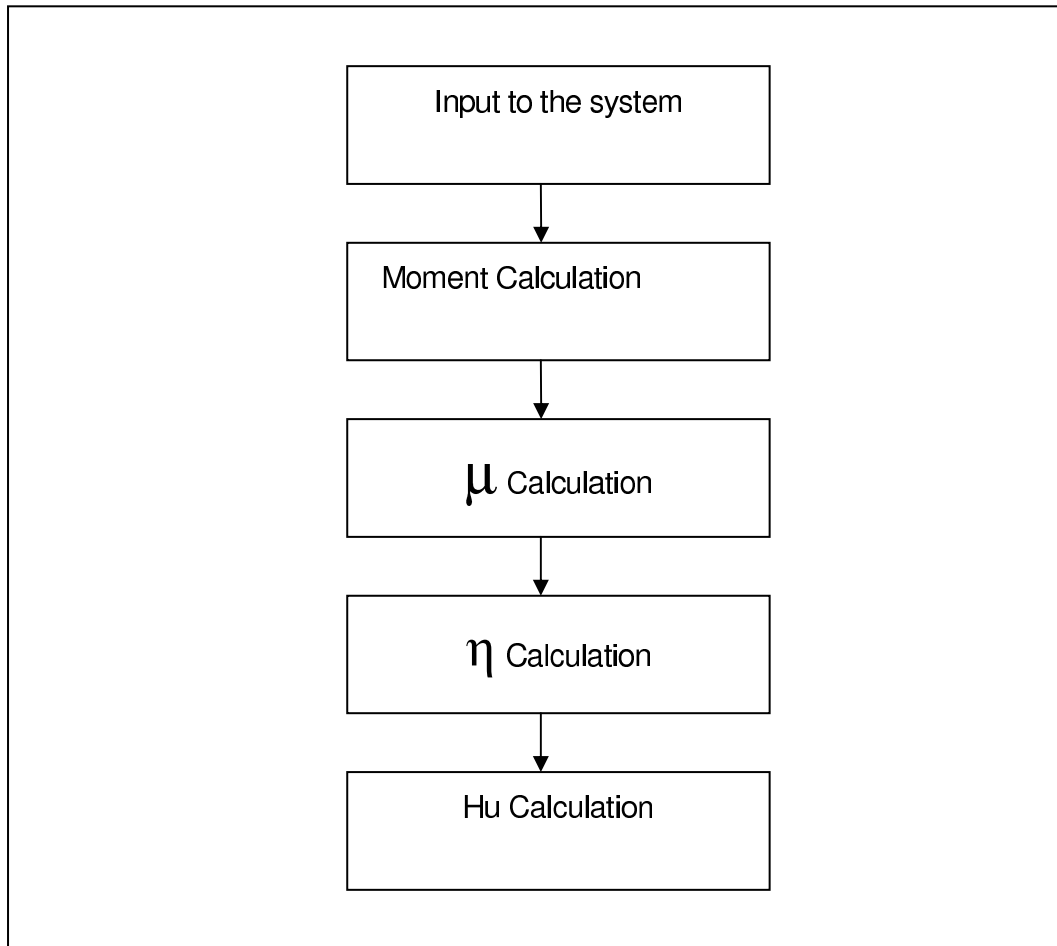 Input to the system
Moment Calculation
μ Calculation
η Calculation
Hu Calculation